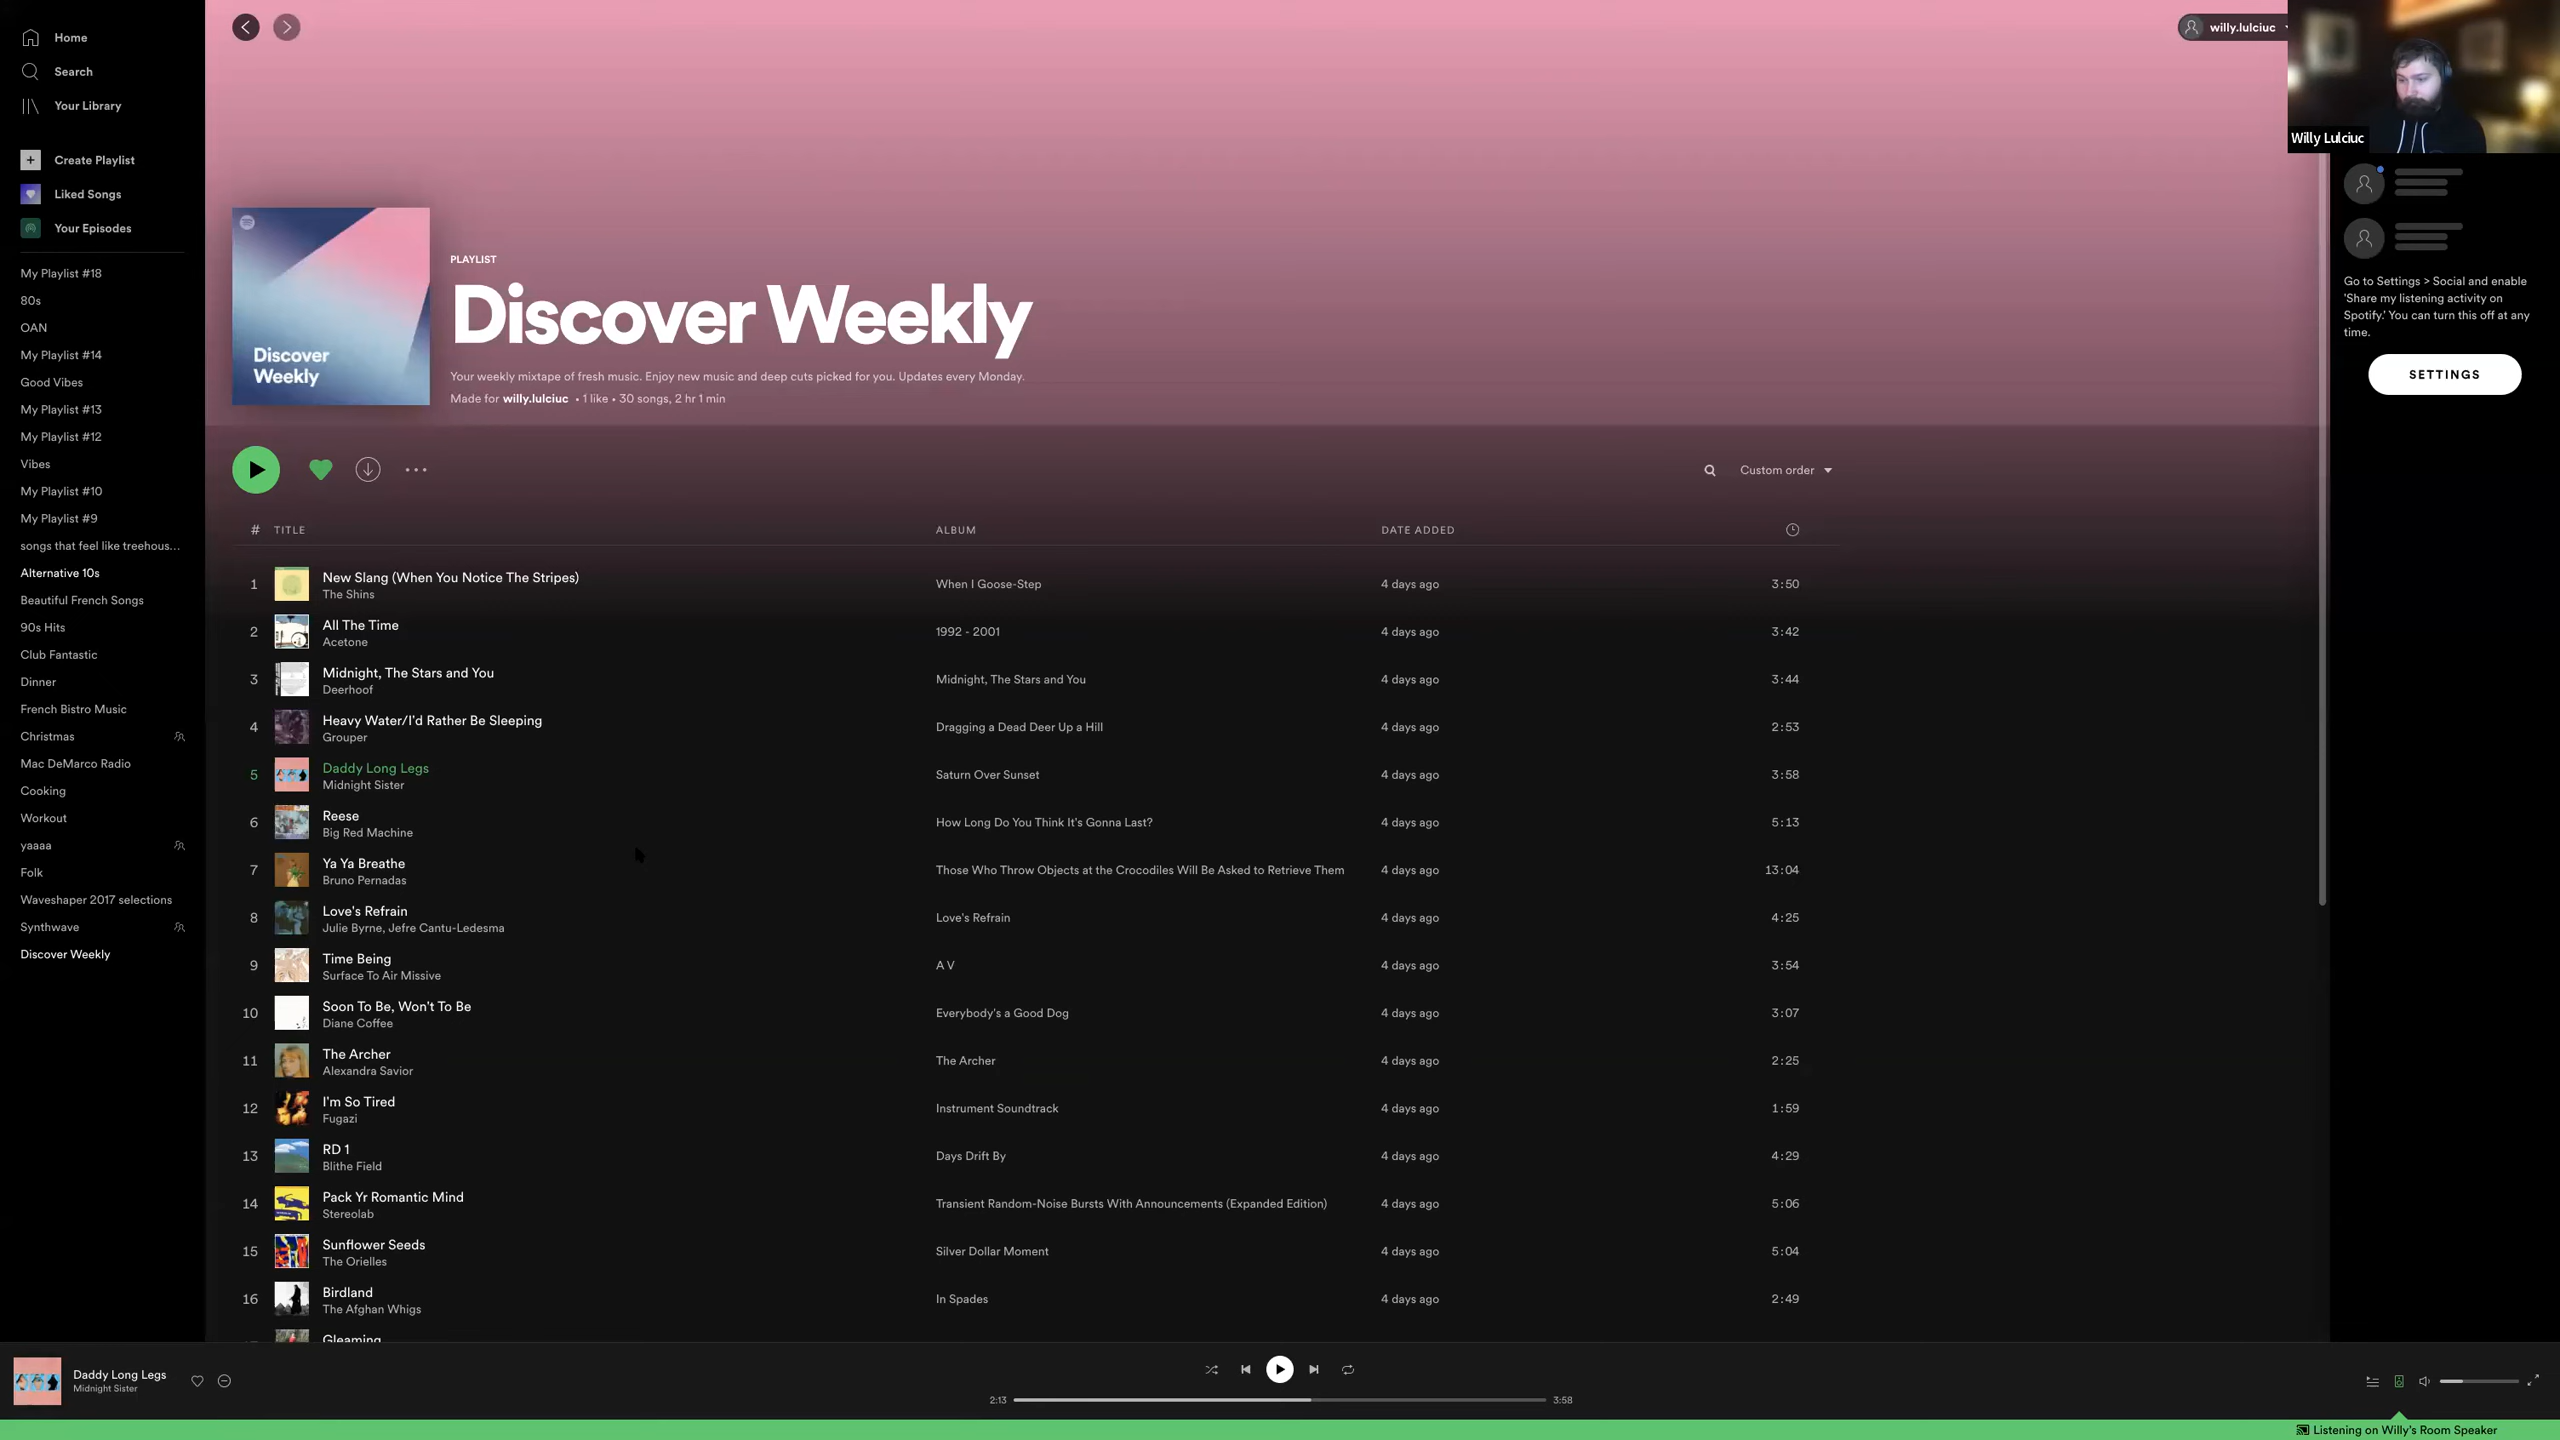 Home
Search
Your Library
Create Playlist
Liked Songs
Your Episodes
My Playlist #18
80s
OAN
My Playlist #14
Good Vibes
My Playlist #13
My Playlist #12
Vibes
My Playlist #10
My Playlist #9
songs that feel like treehous...
Alternative 10s
Beautiful French Songs
90s Hits
Club Fantastic
Dinner
French Bistro Music
Christmas
Mac DeMarco Radio
Cooking
Workout
yaaaa
Folk
Waveshaper 2017 selections
Synthwave
Discover Weekly
willy.lulciuc
Willy Lulciuc
Discover
Weekly
PLAYLIST
Discover Weekly
Your weekly mixtape of fresh music. Enjoy new music and deep cuts picked for you. Updates every Monday.
Made for willy.lulciuc • 1 like • 30 songs, 2 hr 1 min
Custom order
# TITLE ALBUM DATE ADDED
1 New Slang (When You Notice The Stripes) When I Goose-Step 4 days ago 3:50
The Shins
2 All The Time 1992 - 2001 4 days ago 3:42
Acetone
3 Midnight, The Stars and You Midnight, The Stars and You 4 days ago 3:44
Deerhoof
4 Heavy Water/I'd Rather Be Sleeping Dragging a Dead Deer Up a Hill 4 days ago 2:53
Grouper
5 Daddy Long Legs Saturn Over Sunset 4 days ago 3:58
Midnight Sister
6 Reese How Long Do You Think It's Gonna Last? 4 days ago 5:13
Big Red Machine
7 Ya Ya Breathe Those Who Throw Objects at the Crocodiles Will Be Asked to Retrieve Them 4 days ago 13:04
Bruno Pernadas
8 Love's Refrain Love's Refrain 4 days ago 4:25
Julie Byrne, Jefre Cantu-Ledesma
9 Time Being A V 4 days ago 3:54
Surface To Air Missive
10 Soon To Be, Won't To Be Everybody's a Good Dog 4 days ago 3:07
Diane Coffee
11 The Archer The Archer 4 days ago 2:25
Alexandra Savior
12 I'm So Tired Instrument Soundtrack 4 days ago 1:59
Fugazi
13 RD 1 Days Drift By 4 days ago 4:29
Blithe Field
14 Pack Yr Romantic Mind Transient Random-Noise Bursts With Announcements (Expanded Edition) 4 days ago 5:06
Stereolab
15 Sunflower Seeds Silver Dollar Moment 4 days ago 5:04
The Orielles
16 Birdland In Spades 4 days ago 2:49
The Afghan Whigs
Gleaming
Go to Settings > Social and enable
'Share my listening activity on
Spotify.' You can turn this off at any
time.
SETTINGS
Daddy Long Legs
Midnight Sister
2:13 3:58
Listening on Willy's Room Speaker